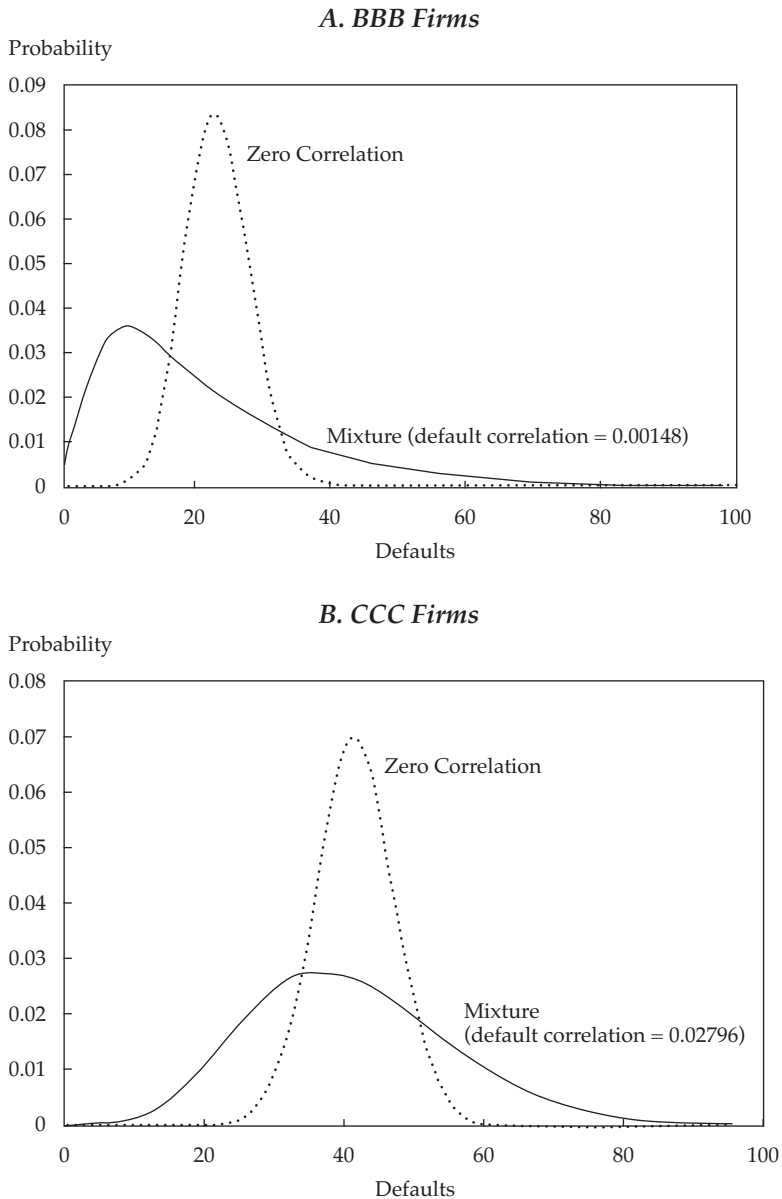 A. BBB Firms
Probability
0.09
0.08
0.07
0.06
0.05
0.04
0.03
0.02
0.01
0
Zero Correlation
Mixture (default correlation = 0.00148)
0 20 40 60 80 100
Defaults
B. CCC Firms
Probability
0.08
0.07
0.06
0.05
0.04
0.03
0.02
0.01
0
Zero Correlation
Mixture
(default correlation = 0.02796)
0 20 40 60 80 100
Defaults